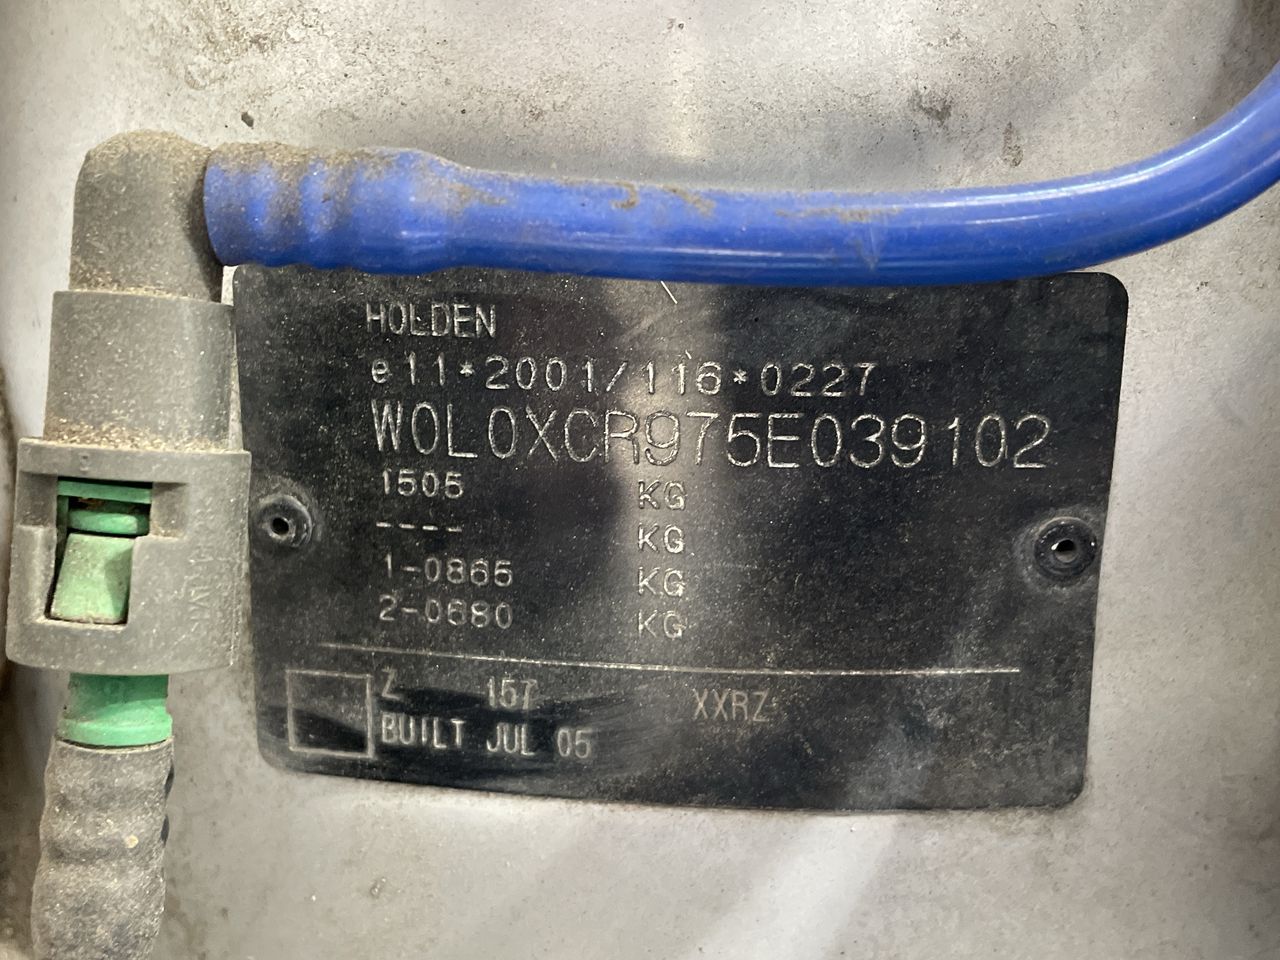 HOLDEN
e11*2001/116*0227
W0L0XCR975E039102
1505 KG
---- KG
1-0865 KG
2-0680 KG
Z 157 XXRZ
BUILT JUL 05